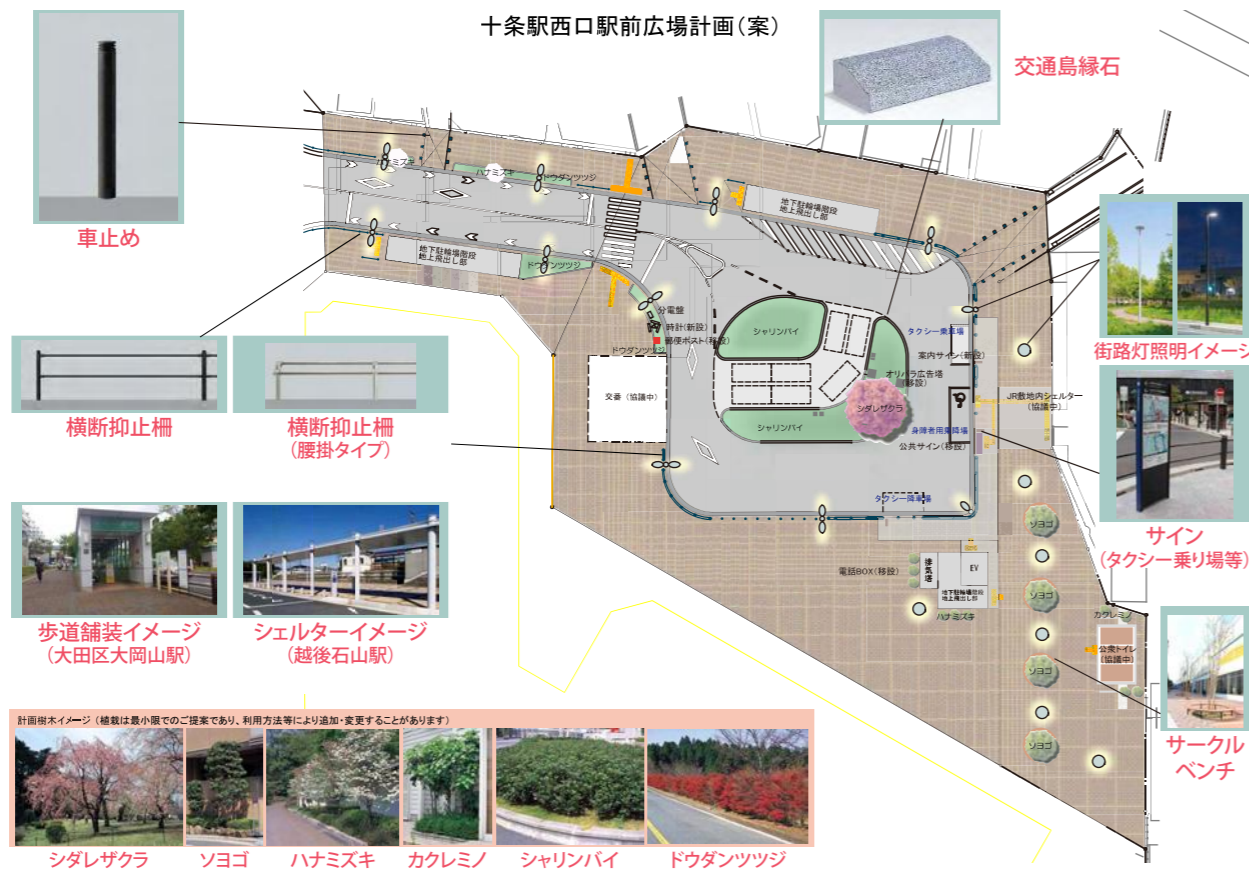 十条駅西口駅前広場計画(案)
車止め
交通島縁石
ハナミズキ
ハナミズキ
ドウダンツツジ
地下駐輪場階段
地上飛出し部
地下駐輪場階段
地上飛出し部
ドウダンツツジ
分電盤
時計(新設)
郵便ポスト(移設)
ドウダンツツジ
シャリンバイ
タクシー乗車場
案内サイン(新設)
オリパラ広告塔
(移設)
シダレザクラ
JR敷地内シェルター
(協議中)
交番(協議中)
シャリンバイ
身障者用乗降場
公共サイン(移設)
タクシー降車場
街路灯照明イメージ
横断抑止柵
横断抑止柵
(腰掛タイプ)
サイン
(タクシー乗り場等)
ソヨゴ
電話BOX(移設)
排気塔
EV
地下駐輪場階段
地上飛出し部
ハナミズキ
ソヨゴ
カクレミノ
公衆トイレ
(協議中)
ソヨゴ
ソヨゴ
歩道舗装イメージ
(大田区大岡山駅)
シェルターイメージ
(越後石山駅)
サークル
ベンチ
計画樹木イメージ(植栽は最小限でのご提案であり、利用方法等により追加・変更することがあります)
シダレザクラ
ソヨゴ
ハナミズキ
カクレミノ
シャリンバイ
ドウダンツツジ